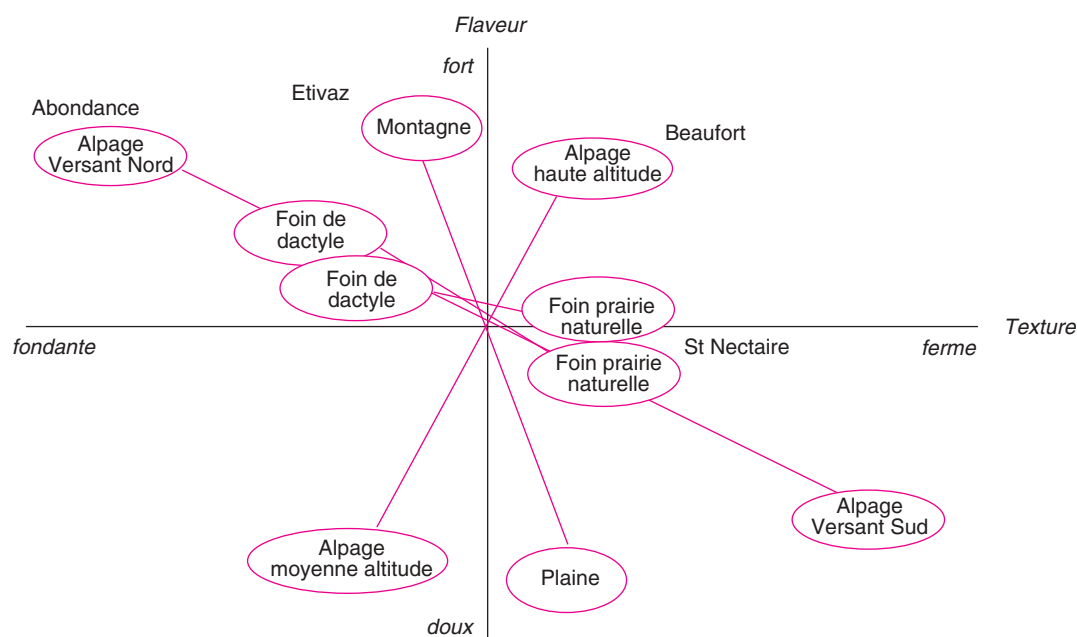 Flaveur
fort
Etivaz
Abondance
Montagne
Beaufort
Alpage
Versant Nord
Alpage
haute altitude
Foin de
dactyle
Foin de
dactyle
Foin prairie
naturelle
Texture
fondante
St Nectaire
ferme
Foin prairie
naturelle
Alpage
Versant Sud
Alpage
moyenne altitude
Plaine
doux